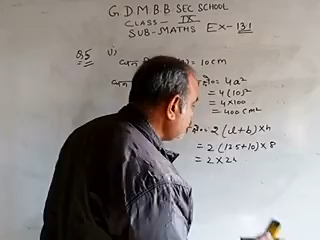 G D M B B SEC SCHOOL
CLASS - IX
SUB- MATHS Ex - 13.1
Q.5 i)
= 10 cm
= 4a²
= 4(10)²
= 4×100
= 400 cm²
= 2(l+b)×h
= 2(12.5+10)×8
= 2×2